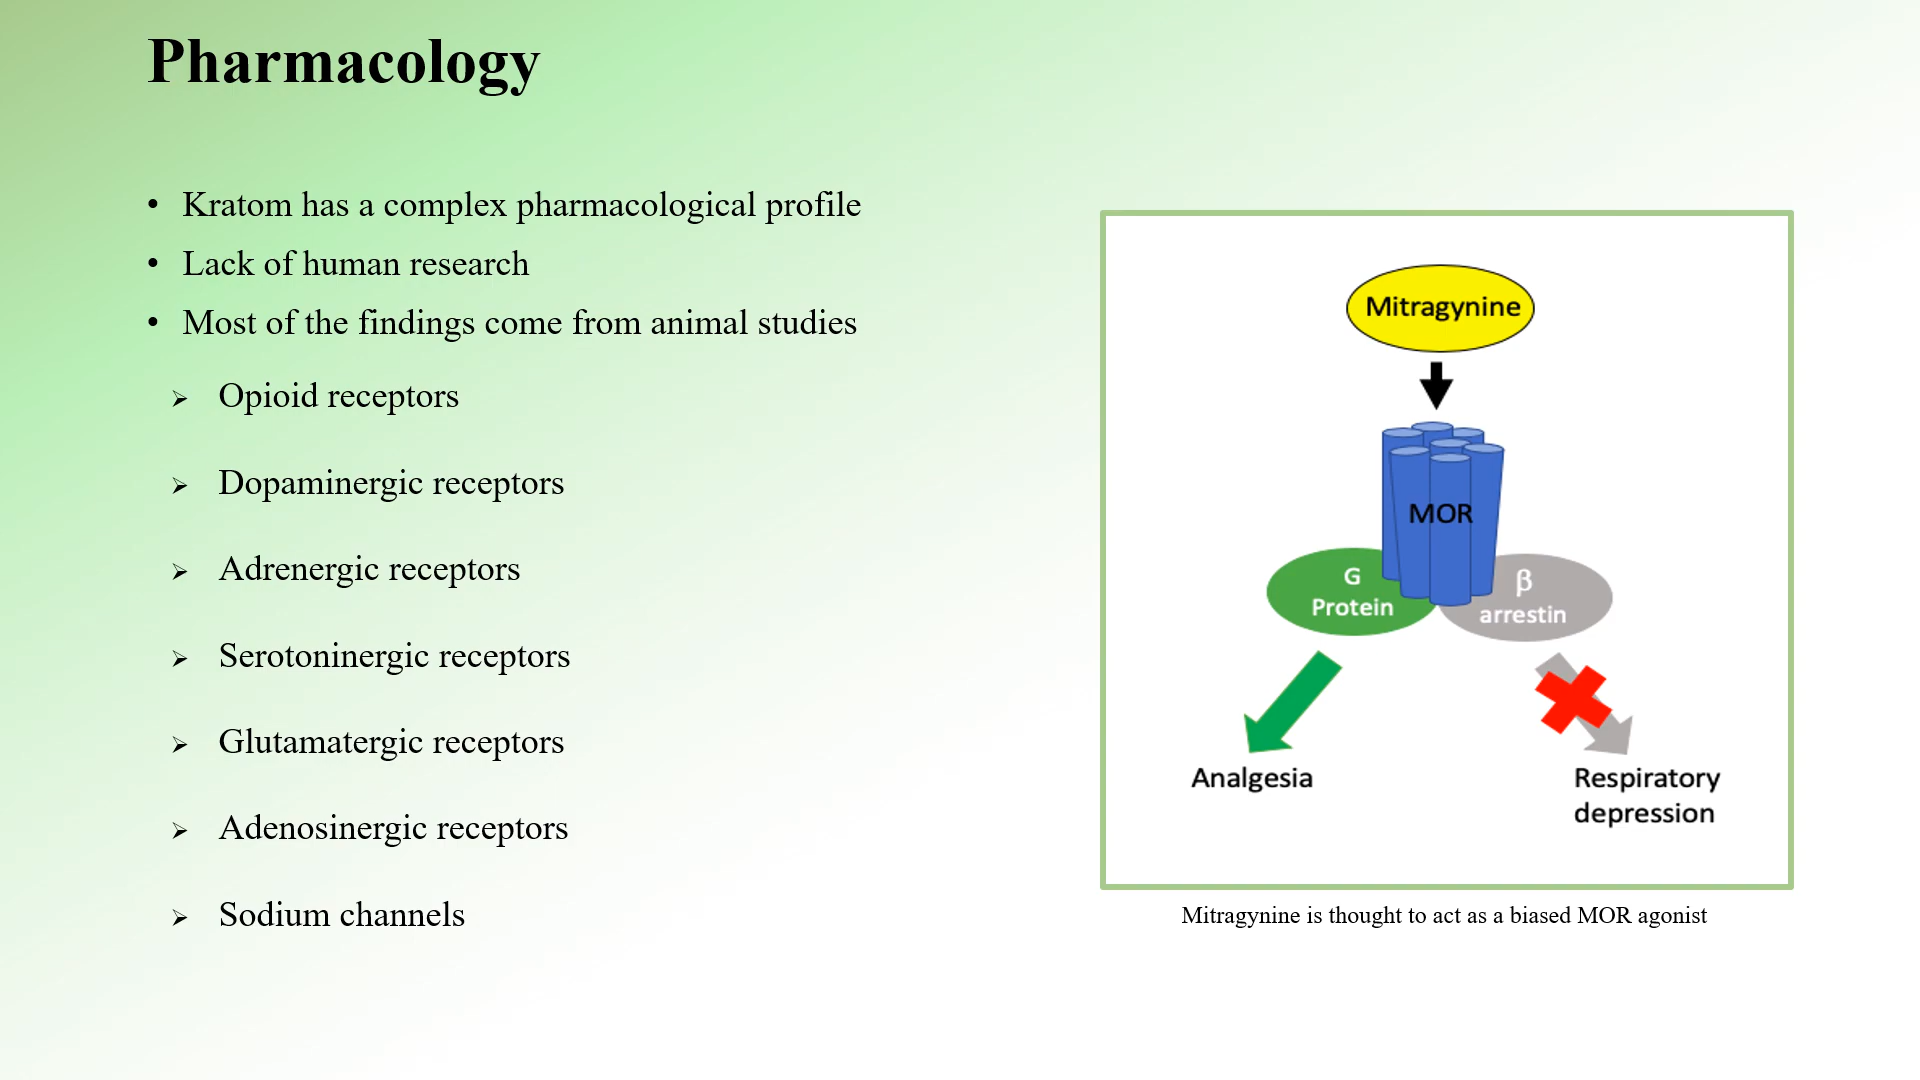 Pharmacology
• Kratom has a complex pharmacological profile
• Lack of human research
• Most of the findings come from animal studies
➢ Opioid receptors
➢ Dopaminergic receptors
➢ Adrenergic receptors
➢ Serotoninergic receptors
➢ Glutamatergic receptors
➢ Adenosinergic receptors
➢ Sodium channels
Mitragynine
MOR
G
Protein
β
arrestin
Analgesia
Respiratory
depression
Mitragynine is thought to act as a biased MOR agonist